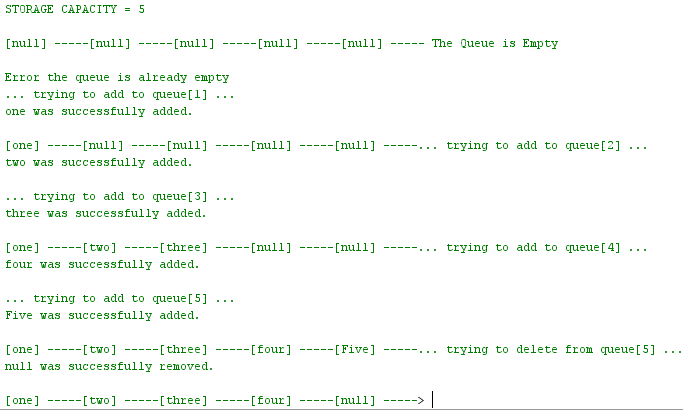 STORAGE CAPACITY = 5
[null] -----[null] -----[null] -----[null] -----[null] ----- The Queue is Empty
Error the queue is already empty
... trying to add to queue[1] ...
one was successfully added.
[one] -----[null] -----[null] -----[null] -----[null] -----... trying to add to queue[2] ...
two was successfully added.
... trying to add to queue[3] ...
three was successfully added.
[one] -----[two] -----[three] -----[null] -----[null] -----... trying to add to queue[4] ...
four was successfully added.
... trying to add to queue[5] ...
Five was successfully added.
[one] -----[two] -----[three] -----[four] -----[Five] -----... trying to delete from queue[5] ...
null was successfully removed.
[one] -----[two] -----[three] -----[four] -----[null] ----->